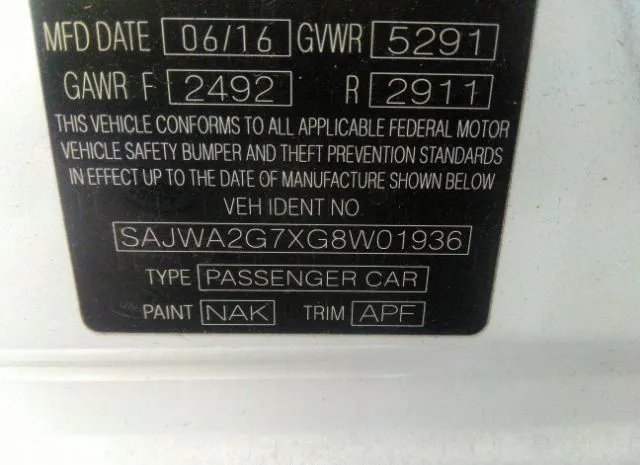 MFD DATE 06/16 GVWR 5291
GAWR F 2492 R 2911
THIS VEHICLE CONFORMS TO ALL APPLICABLE FEDERAL MOTOR
VEHICLE SAFETY BUMPER AND THEFT PREVENTION STANDARDS
IN EFFECT UP TO THE DATE OF MANUFACTURE SHOWN BELOW
VEH IDENT NO
SAJWA2G7XG8W01936
TYPE PASSENGER CAR
PAINT NAK TRIM APF